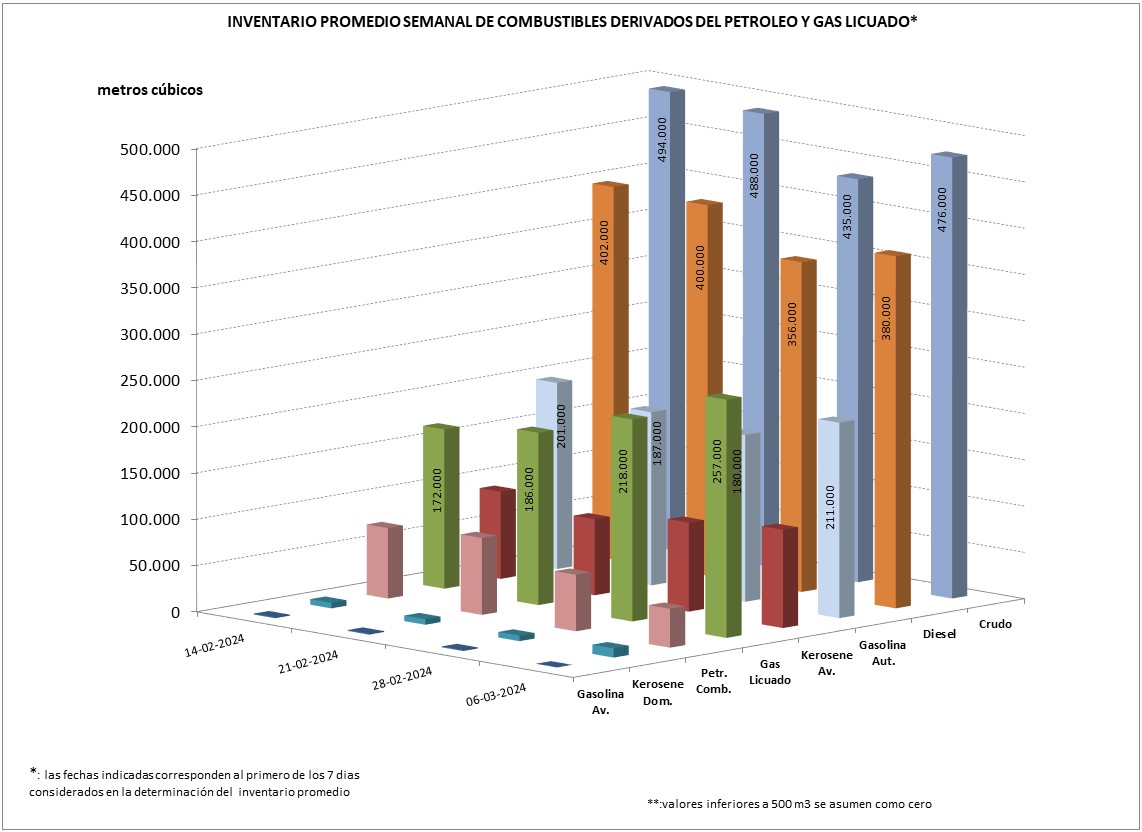 INVENTARIO PROMEDIO SEMANAL DE COMBUSTIBLES DERIVADOS DEL PETROLEO Y GAS LICUADO*
metros cúbicos
500.000
450.000
400.000
350.000
300.000
250.000
200.000
150.000
100.000
50.000
0
494.000
488.000
435.000
476.000
402.000
400.000
356.000
380.000
201.000
187.000
180.000
211.000
172.000
186.000
218.000
257.000
14-02-2024
21-02-2024
28-02-2024
06-03-2024
Gasolina
Av.
Kerosene
Dom.
Petr.
Comb.
Gas
Licuado
Kerosene
Av.
Gasolina
Aut.
Diesel
Crudo
*: las fechas indicadas corresponden al primero de los 7 dias
considerados en la determinación del inventario promedio
**:valores inferiores a 500 m3 se asumen como cero